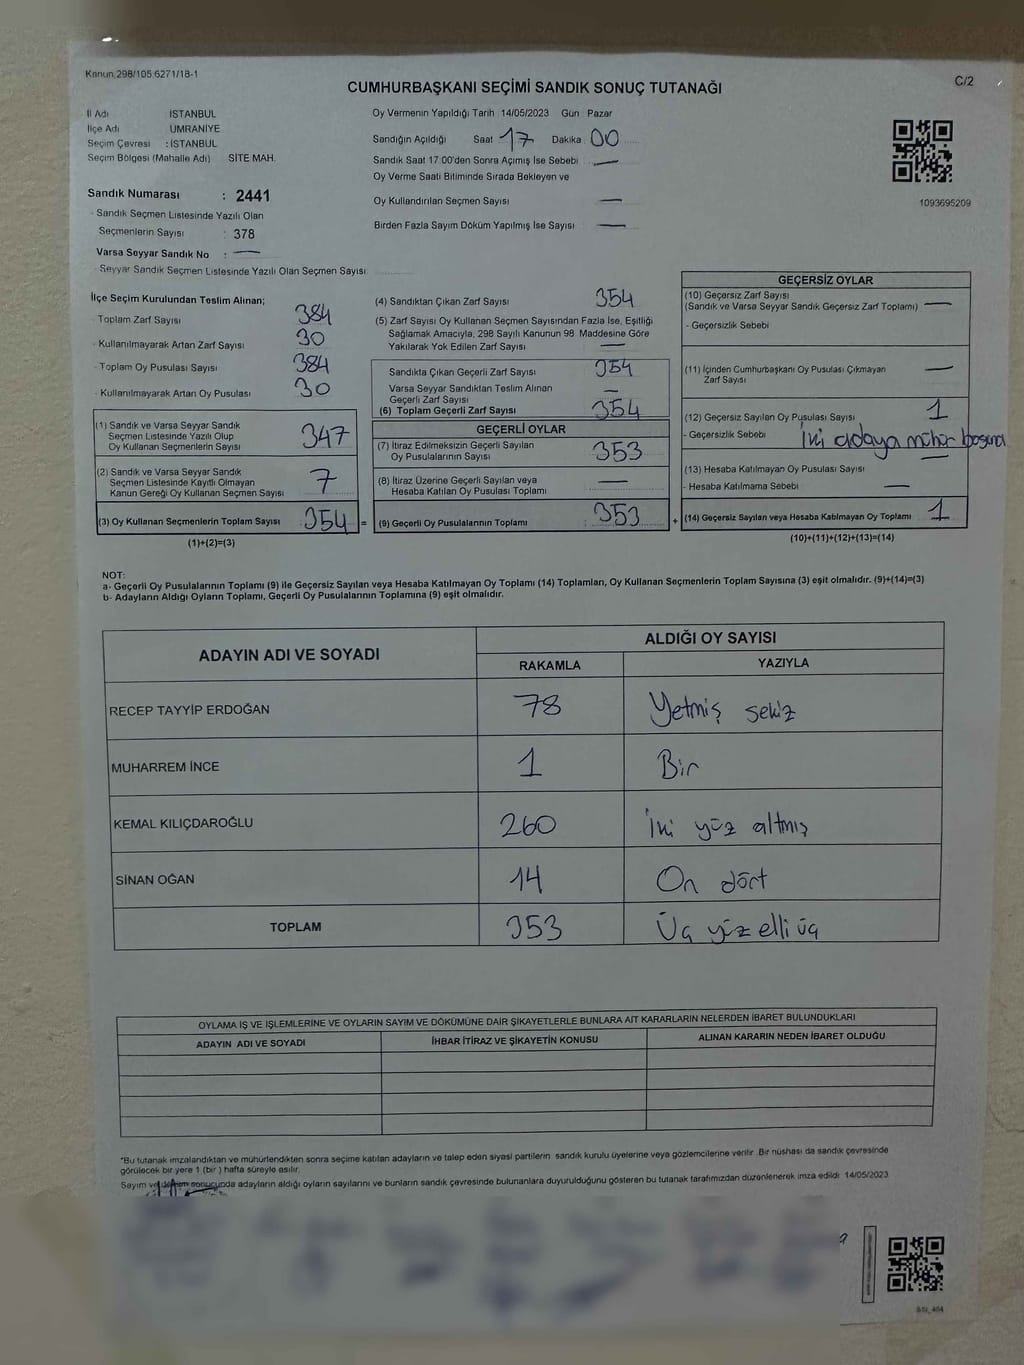 Kanun 298/105 6271/18-1
C/2
CUMHURBAŞKANI SEÇİMİ SANDIK SONUÇ TUTANAĞI
İl Adı İSTANBUL
İlçe Adı ÜMRANİYE
Seçim Çevresi : İSTANBUL
Seçim Bölgesi (Mahalle Adı) SİTE MAH.
Sandık Numarası : 2441
- Sandık Seçmen Listesinde Yazılı Olan
Seçmenlerin Sayısı : 378
Varsa Seyyar Sandık No : —
- Seyyar Sandık Seçmen Listesinde Yazılı Olan Seçmen Sayısı
Oy Vermenin Yapıldığı Tarih 14/05/2023 Gün Pazar
Sandığın Açıldığı Saat 17 Dakika 00
Sandık Saat 17:00'den Sonra Açımış İse Sebebi —
Oy Verme Saati Bitiminde Sırada Bekleyen ve
Oy Kullandırılan Seçmen Sayısı —
Birden Fazla Sayım Döküm Yapılmış İse Sayısı —
1093695209
İlçe Seçim Kurulundan Teslim Alınan;
- Toplam Zarf Sayısı 384
- Kullanılmayarak Artan Zarf Sayısı 30
- Toplam Oy Pusulası Sayısı 384
- Kullanılmayarak Artan Oy Pusulası 30
(1) Sandık ve Varsa Seyyar Sandık
Seçmen Listesinde Yazılı Olup
Oy Kullanan Seçmenlerin Sayısı 347
(2) Sandık ve Varsa Seyyar Sandık
Seçmen Listesinde Kayıtlı Olmayan
Kanun Gereği Oy Kullanan Seçmen Sayısı 7
(3) Oy Kullanan Seçmenlerin Toplam Sayısı 354 =
(1)+(2)=(3)
(4) Sandıktan Çıkan Zarf Sayısı 354
(5) Zarf Sayısı Oy Kullanan Seçmen Sayısından Fazla İse, Eşitliği
Sağlamak Amacıyla, 298 Sayılı Kanunun 98. Maddesine Göre
Yakılarak Yok Edilen Zarf Sayısı —
Sandıkta Çıkan Geçerli Zarf Sayısı 354
Varsa Seyyar Sandıktan Teslim Alınan
Geçerli Zarf Sayısı —
(6) Toplam Geçerli Zarf Sayısı 354
GEÇERLİ OYLAR
(7) İtiraz Edilmeksizin Geçerli Sayılan
Oy Pusulalarının Sayısı 353
(8) İtiraz Üzerine Geçerli Sayılan veya
Hesaba Katılan Oy Pusulası Toplamı —
(9) Geçerli Oy Pusulalarının Toplamı 353 +
GEÇERSİZ OYLAR
(10) Geçersiz Zarf Sayısı
(Sandık ve Varsa Seyyar Sandık Geçersiz Zarf Toplamı) —
- Geçersizlik Sebebi
(11) İçinden Cumhurbaşkanı Oy Pusulası Çıkmayan
Zarf Sayısı —
(12) Geçersiz Sayılan Oy Pusulası Sayısı 1
- Geçersizlik Sebebi İki adaya mühür basma
(13) Hesaba Katılmayan Oy Pusulası Sayısı
- Hesaba Katılmama Sebebi —
(14) Geçersiz Sayılan veya Hesaba Katılmayan Oy Toplamı 1
(10)+(11)+(12)+(13)=(14)
NOT:
a- Geçerli Oy Pusulalarının Toplamı (9) ile Geçersiz Sayılan veya Hesaba Katılmayan Oy Toplamı (14) Toplamları, Oy Kullanan Seçmenlerin Toplam Sayısına (3) eşit olmalıdır. (9)+(14)=(3)
b- Adayların Aldığı Oyların Toplamı, Geçerli Oy Pusulalarının Toplamına (9) eşit olmalıdır.
ADAYIN ADI VE SOYADI ALDIĞI OY SAYISI
RAKAMLA YAZIYLA
RECEP TAYYİP ERDOĞAN 78 Yetmiş sekiz
MUHARREM İNCE 1 Bir
KEMAL KILIÇDAROĞLU 260 İki yüz altmış
SİNAN OĞAN 14 On dört
TOPLAM 353 Üç yüz elli üç
OYLAMA İŞ VE İŞLEMLERİNE VE OYLARIN SAYIM VE DÖKÜMÜNE DAİR ŞİKAYETLERLE BUNLARA AİT KARARLARIN NELERDEN İBARET BULUNDUKLARI
ADAYIN ADI VE SOYADI İHBAR İTİRAZ VE ŞİKAYETİN KONUSU ALINAN KARARIN NEDEN İBARET OLDUĞU
*Bu tutanak imzalandıktan ve mühürlendikten sonra seçime katılan adayların ve talep eden siyasi partilerin sandık kurulu üyelerine veya gözlemcilerine verilir. Bir nüshası da sandık çevresinde
görülecek bir yere 1 (bir) hafta süreyle asılır.
Sayım ve döküm sonucunda adayların aldığı oyların sayılarını ve bunların sandık çevresinde bulunanlara duyurulduğunu gösteren bu tutanak tarafımızdan düzenlenerek imza edildi 14/05/2023